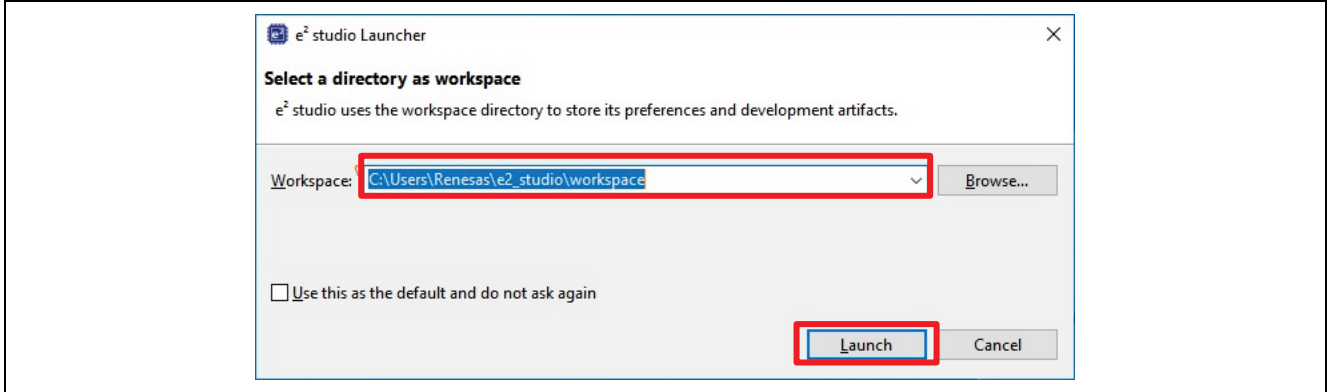 e² studio Launcher
Select a directory as workspace
e² studio uses the workspace directory to store its preferences and development artifacts.
Workspace: C:\Users\Renesas\e2_studio\workspace Browse...
Use this as the default and do not ask again
Launch Cancel